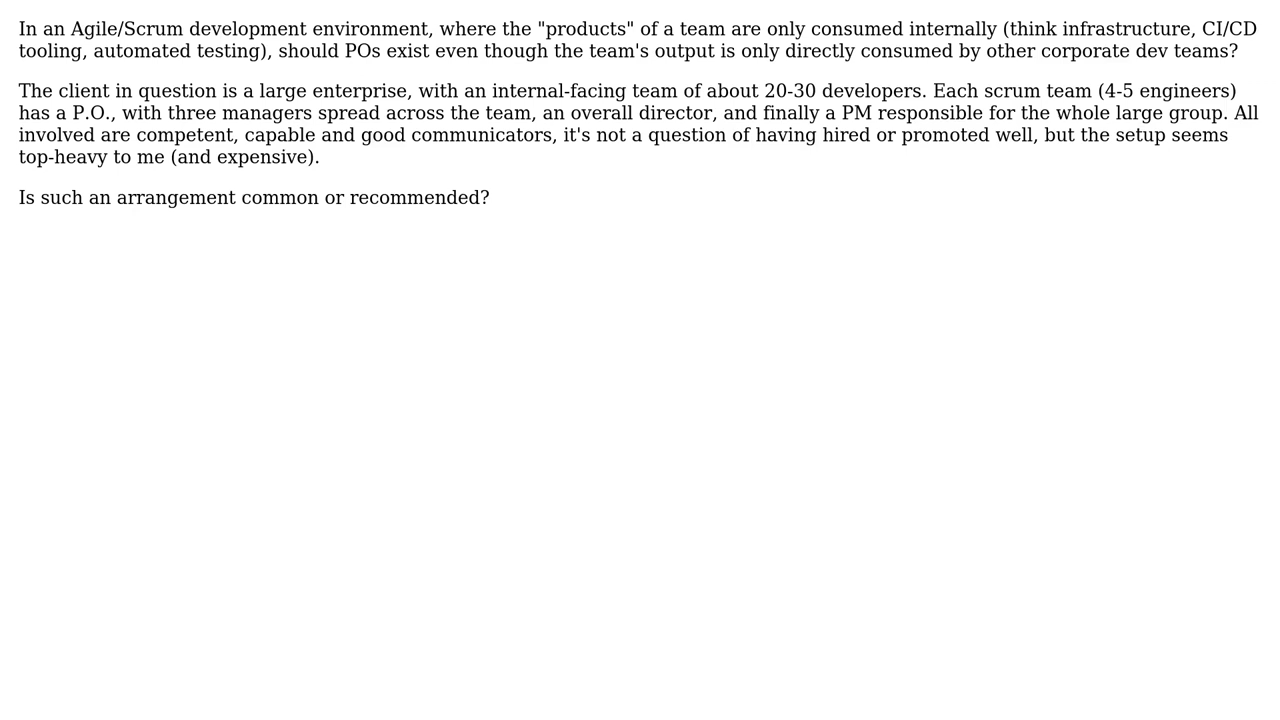 In an Agile/Scrum development environment, where the "products" of a team are only consumed internally (think infrastructure, CI/CD
tooling, automated testing), should POs exist even though the team's output is only directly consumed by other corporate dev teams?
The client in question is a large enterprise, with an internal-facing team of about 20-30 developers. Each scrum team (4-5 engineers)
has a P.O., with three managers spread across the team, an overall director, and finally a PM responsible for the whole large group. All
involved are competent, capable and good communicators, it's not a question of having hired or promoted well, but the setup seems
top-heavy to me (and expensive).
Is such an arrangement common or recommended?